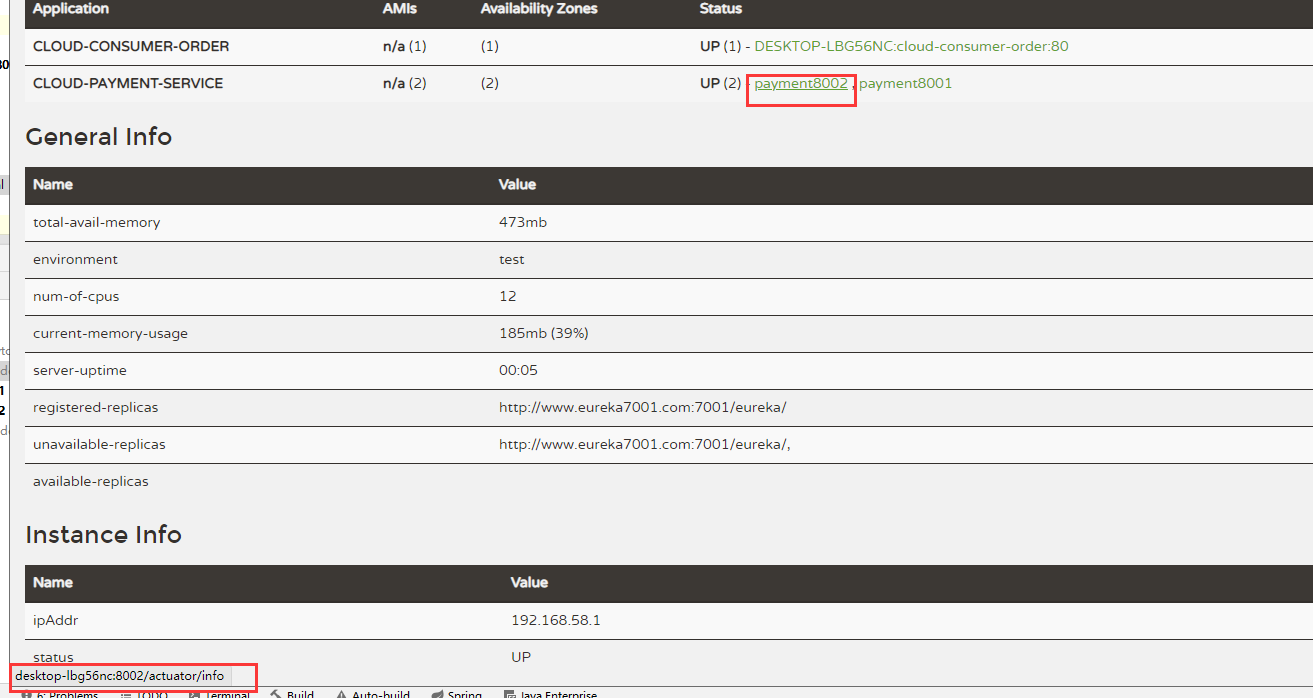 Application AMIs Availability Zones Status
CLOUD-CONSUMER-ORDER n/a (1) (1) UP (1) - DESKTOP-LBG56NC:cloud-consumer-order:80
CLOUD-PAYMENT-SERVICE n/a (2) (2) UP (2) - payment8002 , payment8001
General Info
Name Value
total-avail-memory 473mb
environment test
num-of-cpus 12
current-memory-usage 185mb (39%)
server-uptime 00:05
registered-replicas http://www.eureka7001.com:7001/eureka/
unavailable-replicas http://www.eureka7001.com:7001/eureka/,
available-replicas
Instance Info
Name Value
ipAddr 192.168.58.1
status UP
desktop-lbg56nc:8002/actuator/info
6: Problems TODO Terminal Build Auto-build Spring Java Enterprise